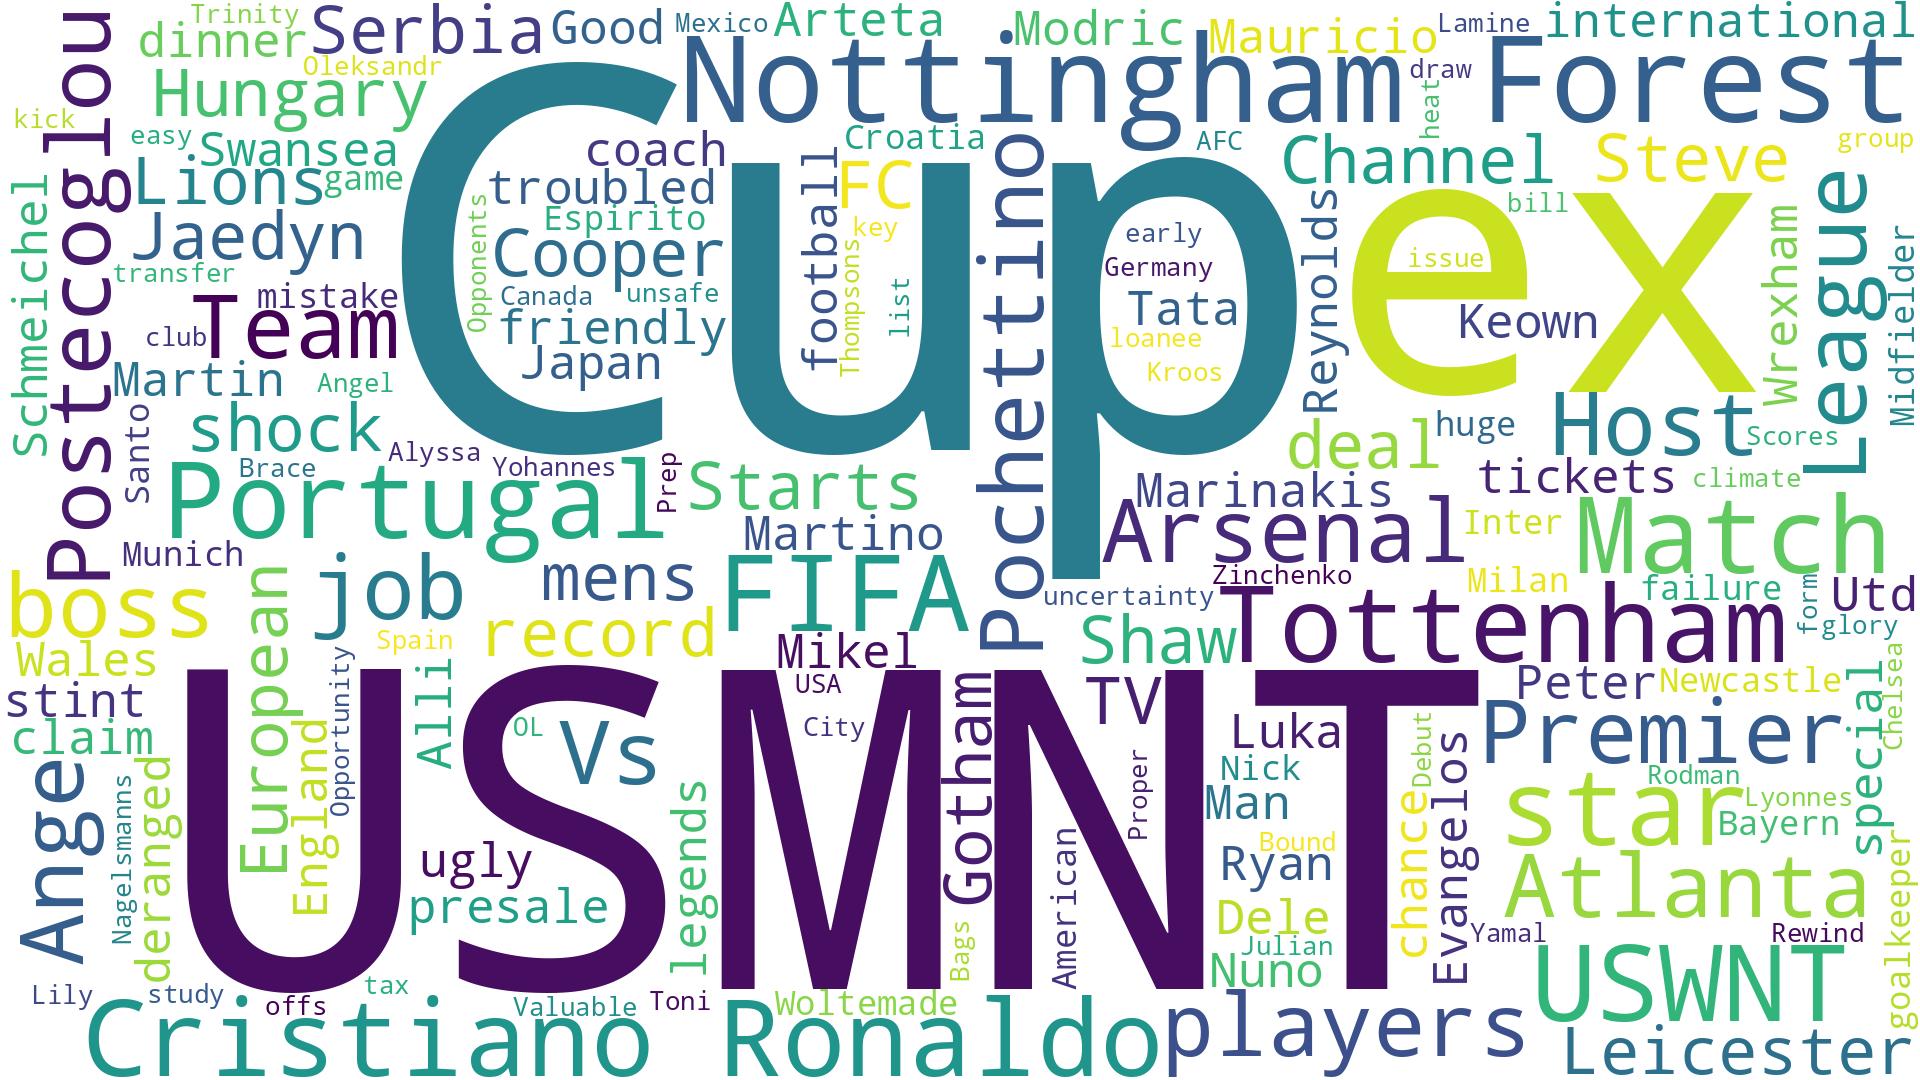 Trinity
dinner
Serbia
Good
Mexico
Arteta
Modric
Mauricio
Lamine
international
Oleksandr
Hungary
Nottingham
draw
Forest
kick
Postecoglou
easy
Swansea
coach
Croatia
AFC
heat
Channel
Steve
group
Lions
game
troubled
football
FC
Cup
ex
bill
Schmeichel
Jaedyn
Opponents
Espirito
Cooper
key
Pochettino
early
Germany
Reynolds
issue
Wrexham
League
Midfielder
transfer
mistake
Canada
unsafe
Thompsons
list
Tata
Keown
club
Team
friendly
loanee
Japan
Kroos
Martin
Angel
Santo
shock
Alyssa
Host
deal
huge
Scores
Brace
Yohannes
Prep
Portugal
Starts
Marinakis
tickets
climate
Martino
Arsenal
Inter
Match
Munich
boss
European
job
mens
FIFA
uncertainty
Zinchenko
Milan
failure
form
Utd
record
Shaw
Tottenham
glory
Wales
Spain
Opportunity
Alli
Mikel
USA
Gotham
TV
Luka
Peter
Newcastle
special
Chelsea
stint
claim
England
USMNT
OL
Vs
City
Debut
Evangelos
Premier
Ange
Nagelsmanns
deranged
legends
Proper
Nick
Man
chance
Rodman
star
Lyonnes
Bayern
ugly
American
Bound
Ryan
goalkeeper
presale
Atlanta
Dele
Bags
Julian
Yamal
Rewind
Nuno
USWNT
Lily
study
offs
tax
Valuable
Toni
Woltemade
Cristiano
Ronaldo
players
Leicester